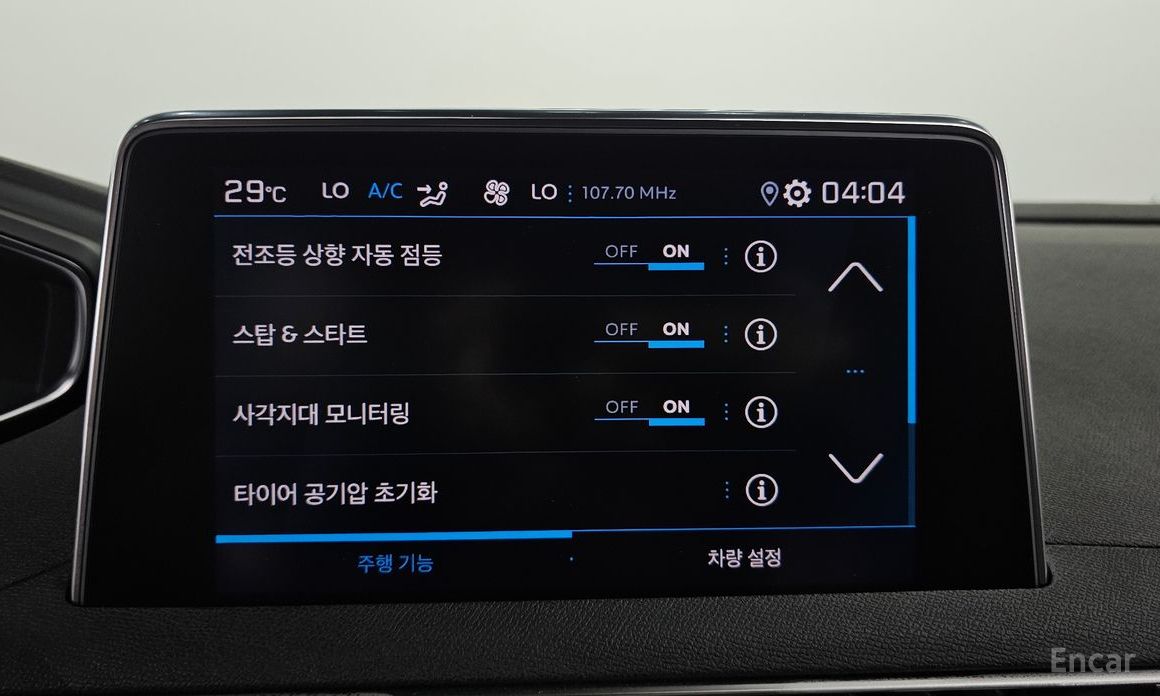 29°C LO A/C LO 107.70 MHz 04:04
전조등 상향 자동 점등 OFF ON
스탑 & 스타트 OFF ON
사각지대 모니터링 OFF ON
타이어 공기압 초기화
주행 기능 차량 설정
Encar